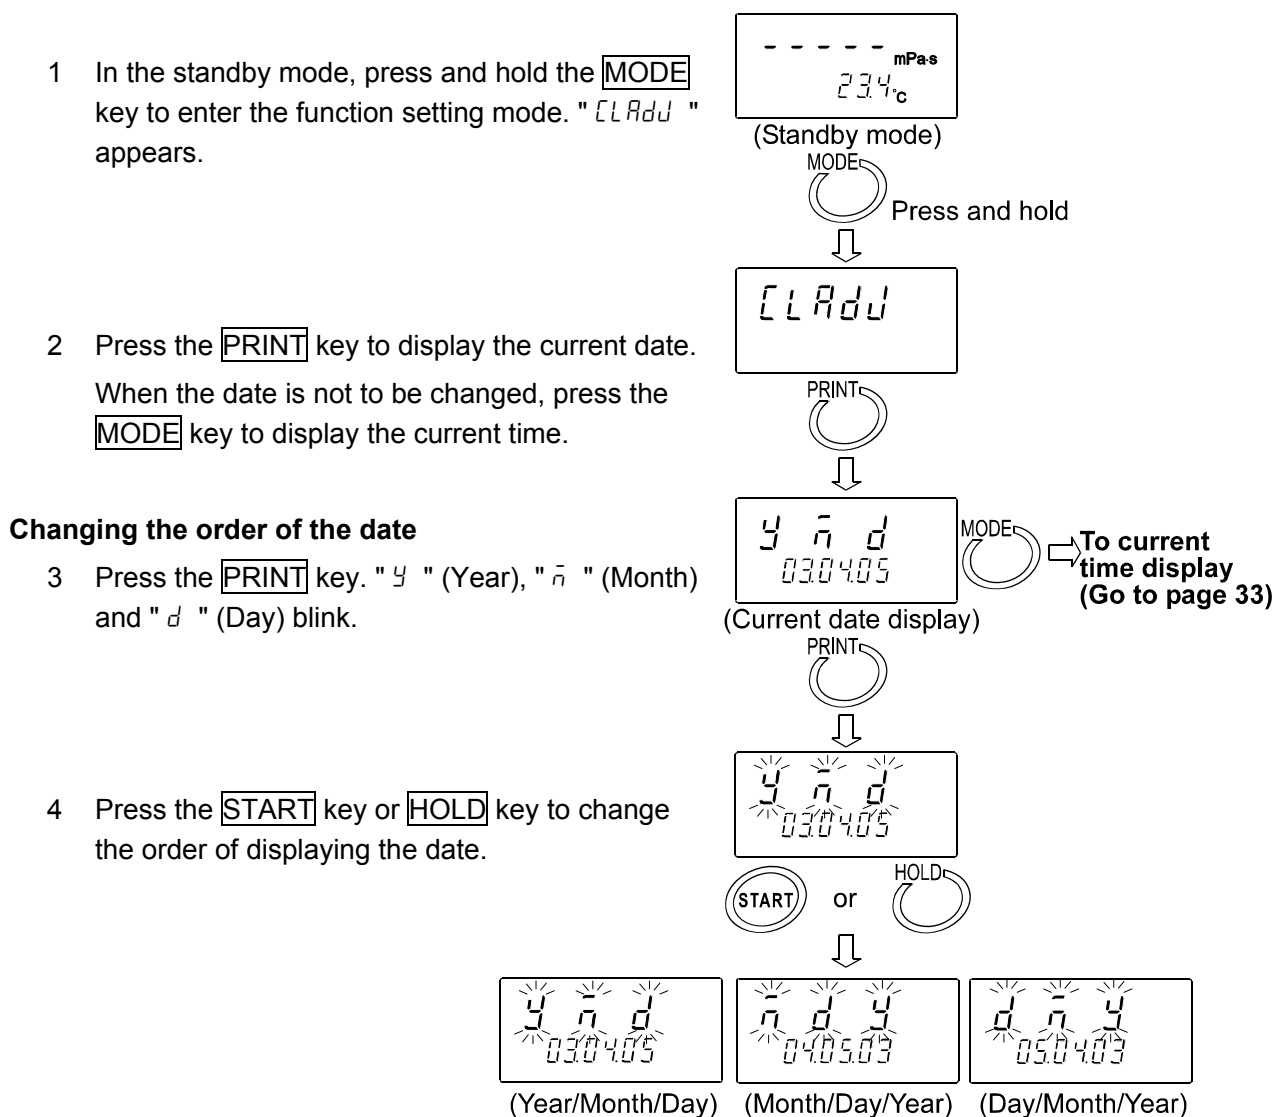 - - - - - mPa·s
23.4°C
(Standby mode)
1 In the standby mode, press and hold the MODE
key to enter the function setting mode. " CLAdJ "
appears.
MODE
Press and hold
CLAdJ
2 Press the PRINT key to display the current date.
When the date is not to be changed, press the
MODE key to display the current time.
PRINT
Changing the order of the date
3 Press the PRINT key. " y " (Year), " n̄ " (Month)
and " d " (Day) blink.
y n̄ d
03.04.05
(Current date display)
MODE
To current
time display
(Go to page 33)
PRINT
y n̄ d
03.04.05
4 Press the START key or HOLD key to change
the order of displaying the date.
START or HOLD
y n̄ d
03.04.05
(Year/Month/Day)
n̄ d y
04.05.03
(Month/Day/Year)
d n̄ y
05.04.03
(Day/Month/Year)